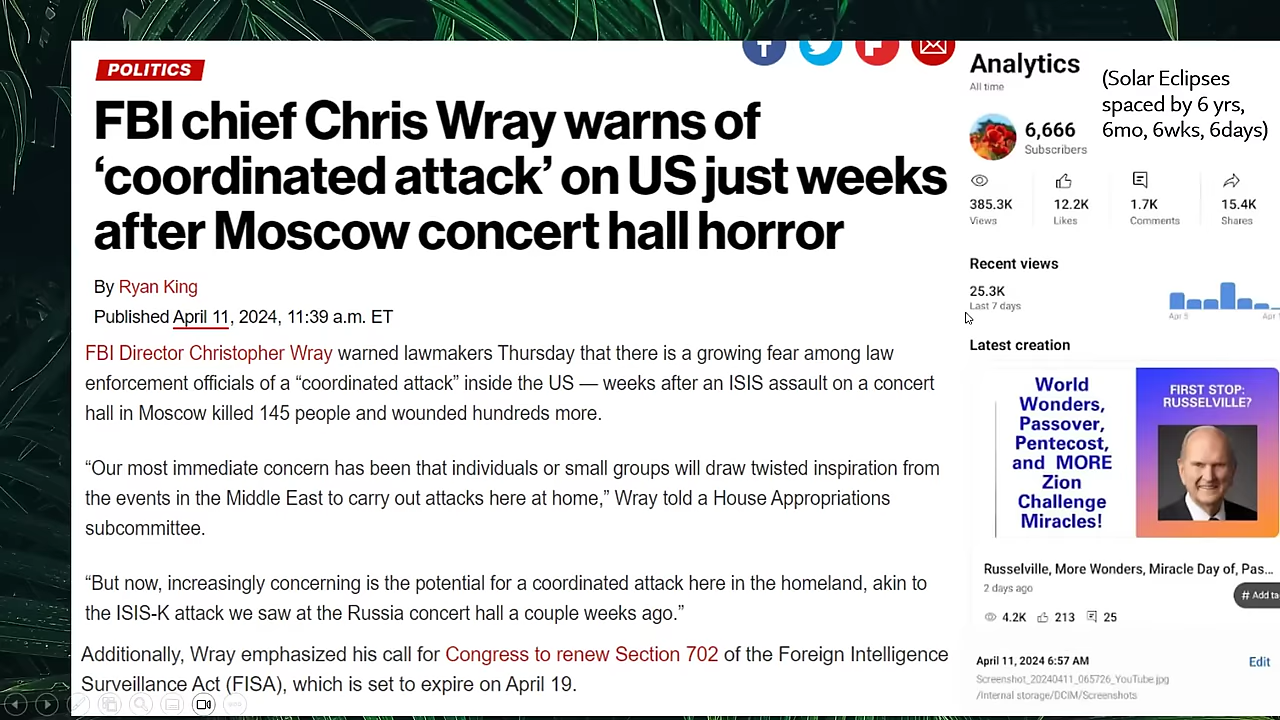 POLITICS
FBI chief Chris Wray warns of
‘coordinated attack’ on US just weeks
after Moscow concert hall horror
By Ryan King
Published April 11, 2024, 11:39 a.m. ET
FBI Director Christopher Wray warned lawmakers Thursday that there is a growing fear among law
enforcement officials of a “coordinated attack” inside the US — weeks after an ISIS assault on a concert
hall in Moscow killed 145 people and wounded hundreds more.
“Our most immediate concern has been that individuals or small groups will draw twisted inspiration from
the events in the Middle East to carry out attacks here at home,” Wray told a House Appropriations
subcommittee.
“But now, increasingly concerning is the potential for a coordinated attack here in the homeland, akin to
the ISIS-K attack we saw at the Russia concert hall a couple weeks ago.”
Additionally, Wray emphasized his call for Congress to renew Section 702 of the Foreign Intelligence
Surveillance Act (FISA), which is set to expire on April 19.
Analytics
All time
(Solar Eclipses
spaced by 6 yrs,
6mo, 6wks, 6days)
6,666
Subscribers
385.3K 12.2K 1.7K 15.4K
Views Likes Comments Shares
Recent views
25.3K
Last 7 days
Apr 5
Latest creation
World
Wonders,
Passover,
Pentecost,
and MORE
Zion
Challenge
Miracles!
FIRST STOP:
RUSSELVILLE?
Russelville, More Wonders, Miracle Day of, Pas...
2 days ago
# Add ta
4.2K 213 25
April 11, 2024 6:57 AM Edit
Screenshot_20240411_065726_YouTube.jpg
/Internal storage/DCIM/Screenshots